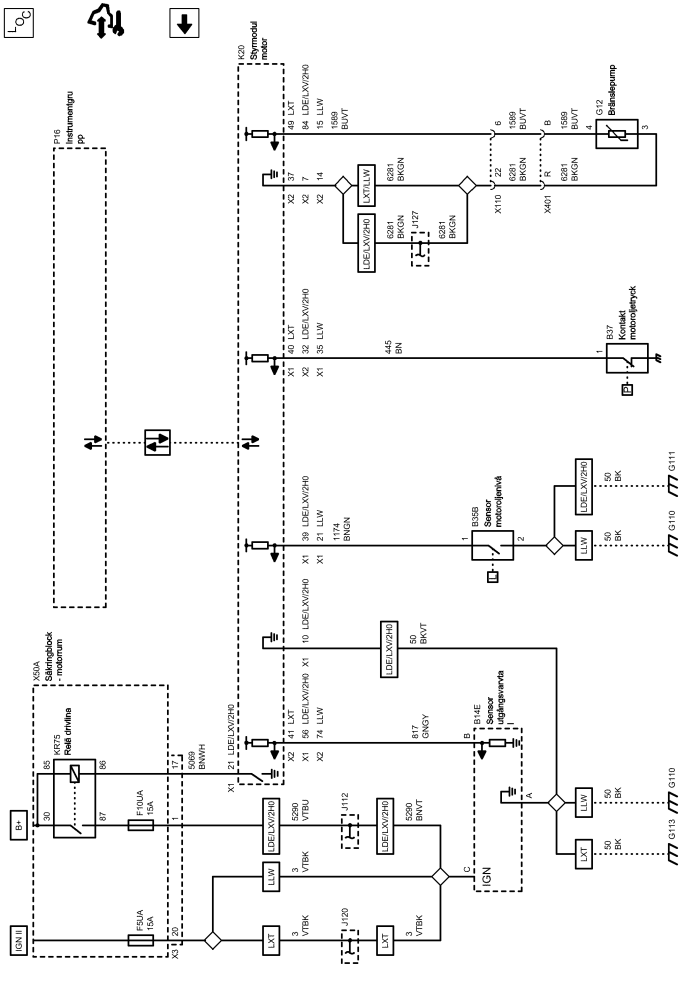 LOC
P16
Instrumentgru
pp
K20
Styrmodul
motor
49 LXT
84 LDE/LXV/2H0
15 LLW
1589
BUVT
X2 37
X2 7
X2 14
LXT/LLW
LDE/LXV/2H0
6281
BKGN
6281
BKGN
J127
6281
BKGN
6
1589
BUVT
B
1589
BUVT
4
G12
Bränslepump
3
X110 22
6281
BKGN
X401 R
6281
BKGN
X1 40 LXT
X2 32 LDE/LXV/2H0
X1 35 LLW
445
BN
1
B37
Kontakt
motoroljetryck
P
X1 39 LDE/LXV/2H0
X1 21 LLW
1174
BNGN
1
B35B
Sensor
motoroljenivå
L
2
LLW
LDE/LXV/2H0
50
BK
G110
50
BK
G111
X1 10 LDE/LXV/2H0
LDE/LXV/2H0
50
BKVT
X50A
Säkringblock
- motorrum
KR75
Relä drivlina
85
86
30
87
B+
IGN II
F10UA
15A
F5UA
15A
17
1
X3 20
5069
BNWH
X1 21 LDE/LXV/2H0
X2 41 LXT
X1 56 LDE/LXV/2H0
X2 74 LLW
817
GNGY
B
B14E
Sensor
utgångsvarvta
l
LDE/LXV/2H0
5290
VTBU
J112
LDE/LXV/2H0
5290
BNVT
LLW
3
VTBK
LXT
3
VTBK
J120
LXT
3
VTBK
C
IGN
A
LLW
LXT
50
BK
G110
50
BK
G113